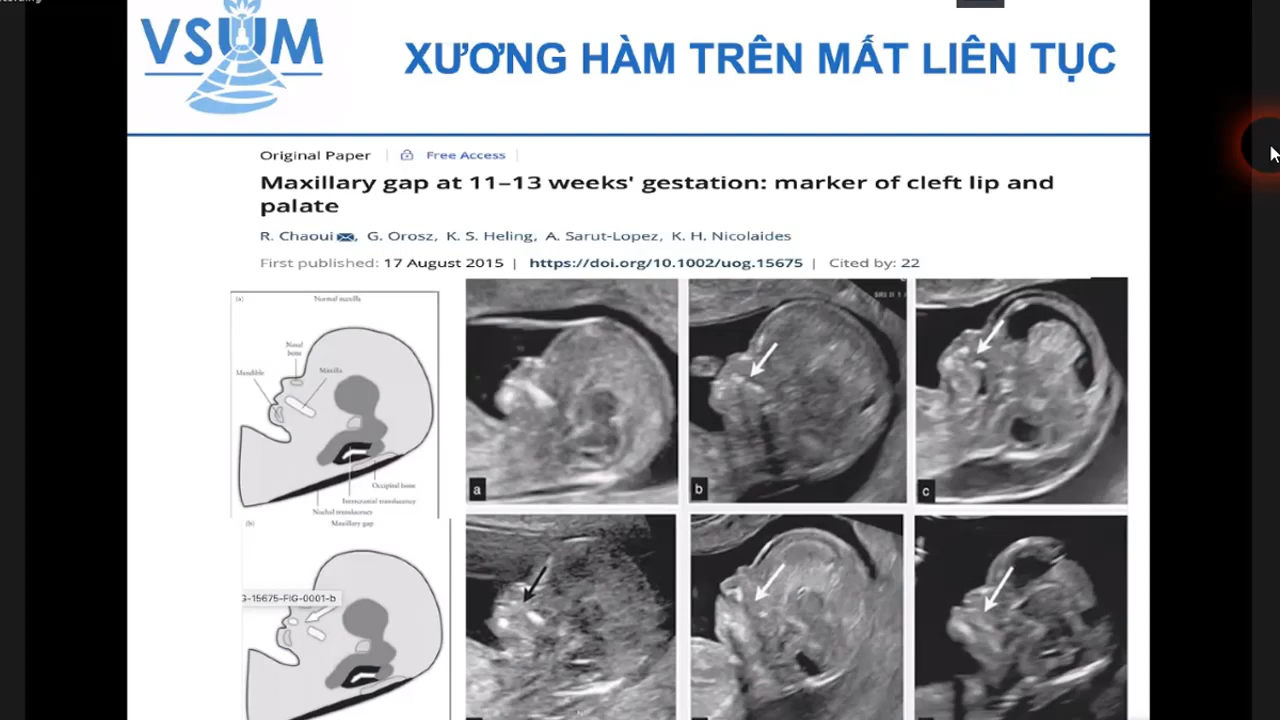 VSUM
XƯƠNG HÀM TRÊN MẤT LIÊN TỤC
Original Paper
Free Access
Maxillary gap at 11–13 weeks' gestation: marker of cleft lip and
palate
R. Chaoui, G. Orosz, K. S. Heling, A. Sarut-Lopez, K. H. Nicolaides
First published: 17 August 2015 | https://doi.org/10.1002/uog.15675 | Cited by: 22
(a) Normal maxilla
Nasal
bone
Mandible
Maxilla
Occipital bone
Intracranial translucency
Nuchal translucency
(b) Maxillary gap
G-15675-FIG-0001-b
a
b
c